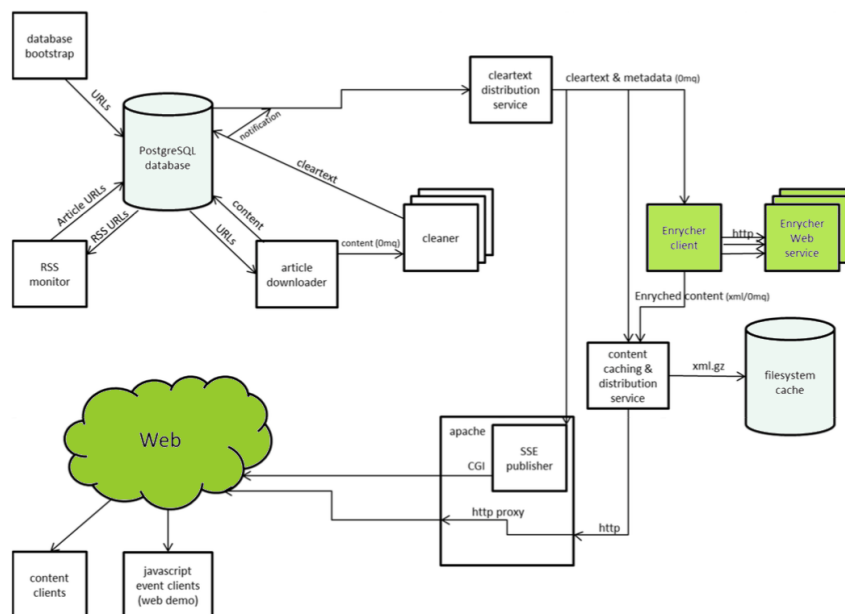 database
bootstrap
URLs
PostgreSQL
database
notification
cleartext
cleartext
distribution
service
cleartext & metadata (0mq)
Article URLs
RSS URLs
content
URLs
RSS
monitor
article
downloader
content (0mq)
cleaner
Enrycher
client
http
Enrycher
Web
service
Enryched content (xml/0mq)
content
caching &
distribution
service
xml.gz
filesystem
cache
Web
apache
SSE
publisher
CGI
http proxy
http
content
clients
javascript
event clients
(web demo)